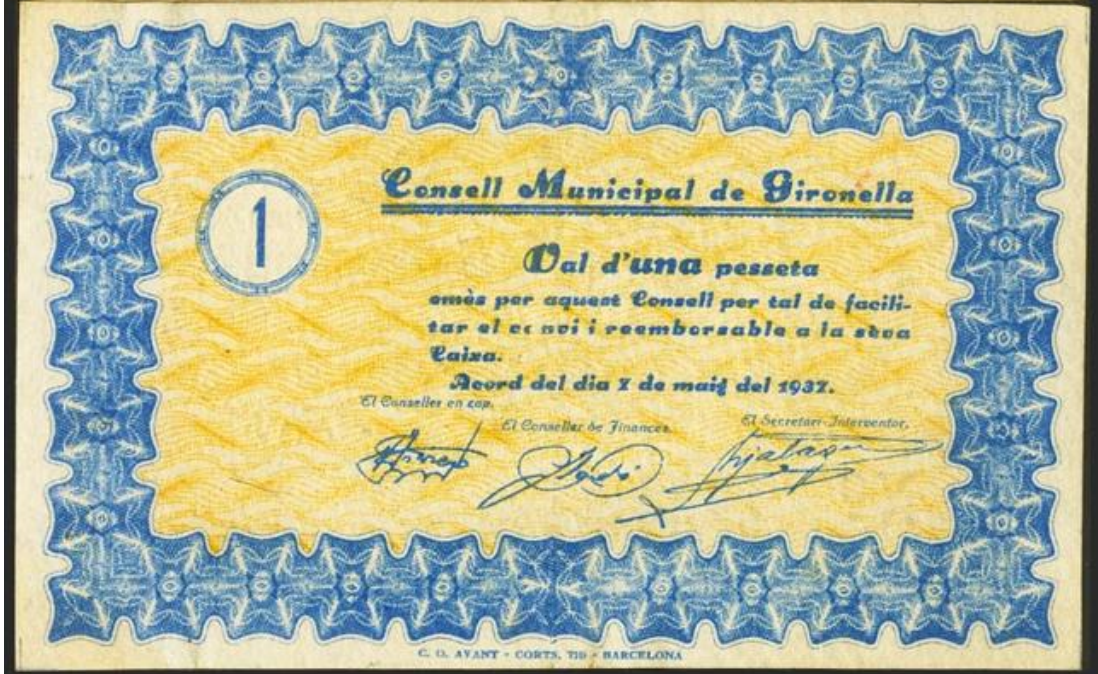 1
Consell Municipal de Gironella
Val d'una pesseta
emès per aquest Consell per tal de facili-
tar el canvi i reemborsable a la sèva
Caixa.
Acord del dia 7 de maig del 1937.
El Conseller en cap,
El Conseller de Finances,
El Secretari-Interventor,
C. O. AVANT - CORTS, 719 - BARCELONA